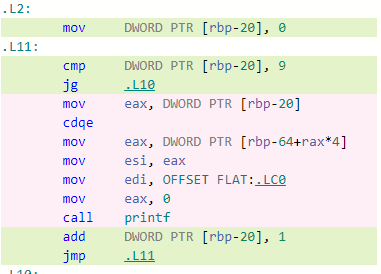 .L2:
mov DWORD PTR [rbp-20], 0
.L11:
cmp DWORD PTR [rbp-20], 9
jg .L10
mov eax, DWORD PTR [rbp-20]
cdqe
mov eax, DWORD PTR [rbp-64+rax*4]
mov esi, eax
mov edi, OFFSET FLAT:.LC0
mov eax, 0
call printf
add DWORD PTR [rbp-20], 1
jmp .L11
.L10: